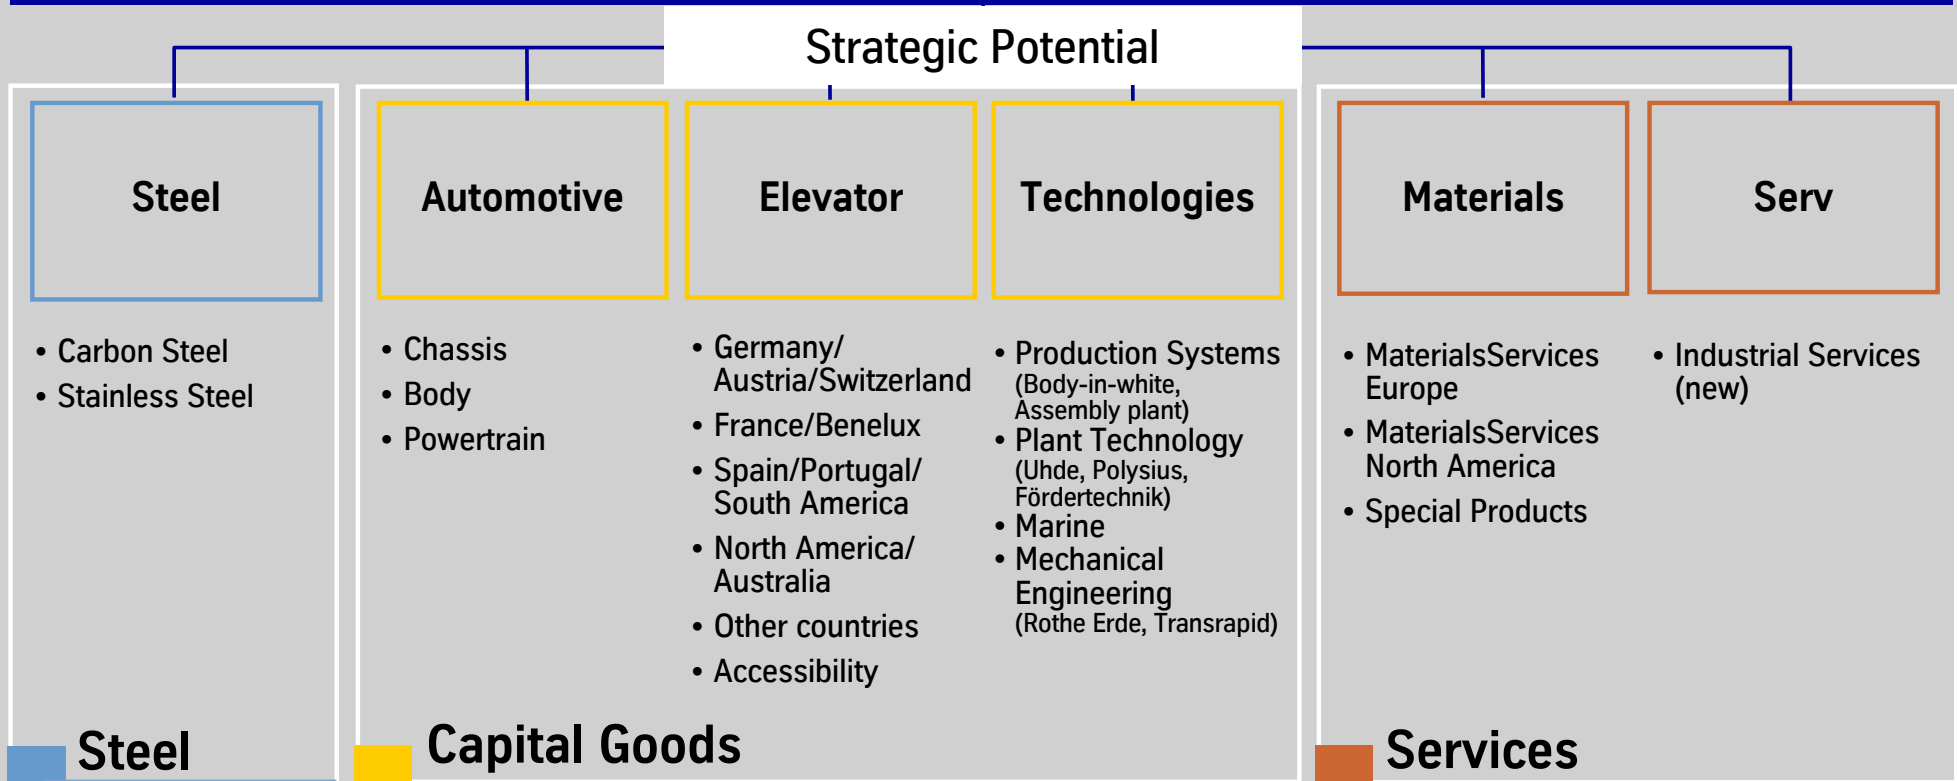 Strategic Potential
Steel
Automotive
Elevator
Technologies
Materials
Serv
• Carbon Steel
• Stainless Steel
• Chassis
• Body
• Powertrain
• Germany/
Austria/Switzerland
• France/Benelux
• Spain/Portugal/
South America
• North America/
Australia
• Other countries
• Accessibility
• Production Systems
(Body-in-white,
Assembly plant)
• Plant Technology
(Uhde, Polysius,
Fördertechnik)
• Marine
• Mechanical
Engineering
(Rothe Erde, Transrapid)
• MaterialsServices
Europe
• MaterialsServices
North America
• Special Products
• Industrial Services
(new)
Steel
Capital Goods
Services